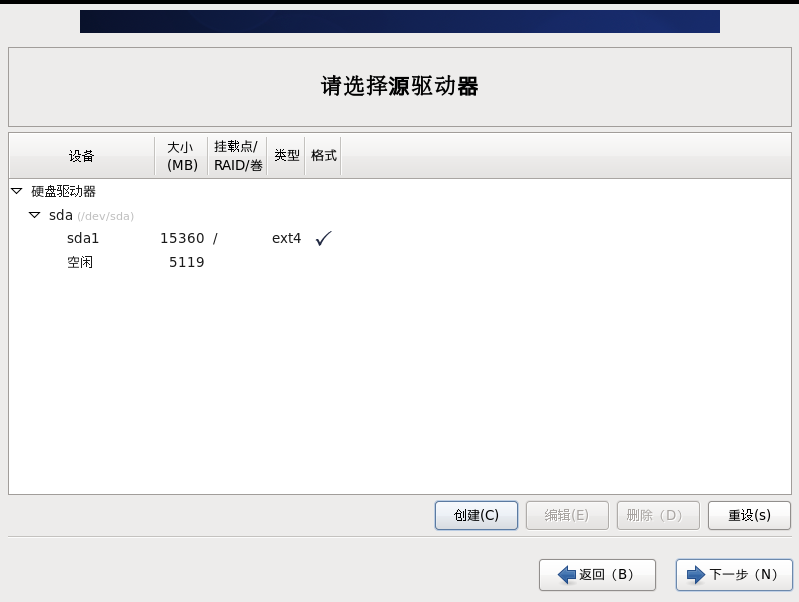 请选择源驱动器
设备 大小(MB) 挂载点/RAID/卷 类型 格式
硬盘驱动器
sda (/dev/sda)
sda1 15360 / ext4
空闲 5119
创建(C) 编辑(E) 删除（D） 重设(s)
返回（B） 下一步（N）